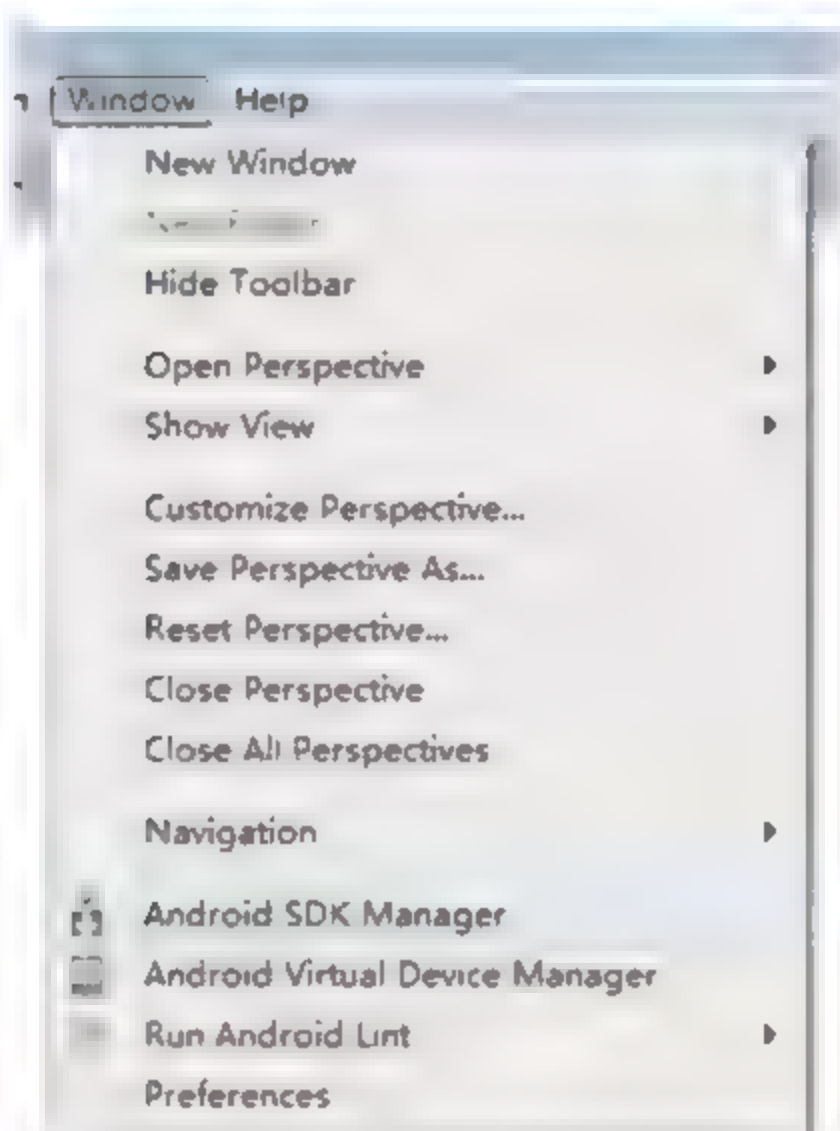 Window Help
New Window
Hide Toolbar
Open Perspective
Show View
Customize Perspective...
Save Perspective As...
Reset Perspective...
Close Perspective
Close All Perspectives
Navigation
Android SDK Manager
Android Virtual Device Manager
Run Android Lint
Preferences